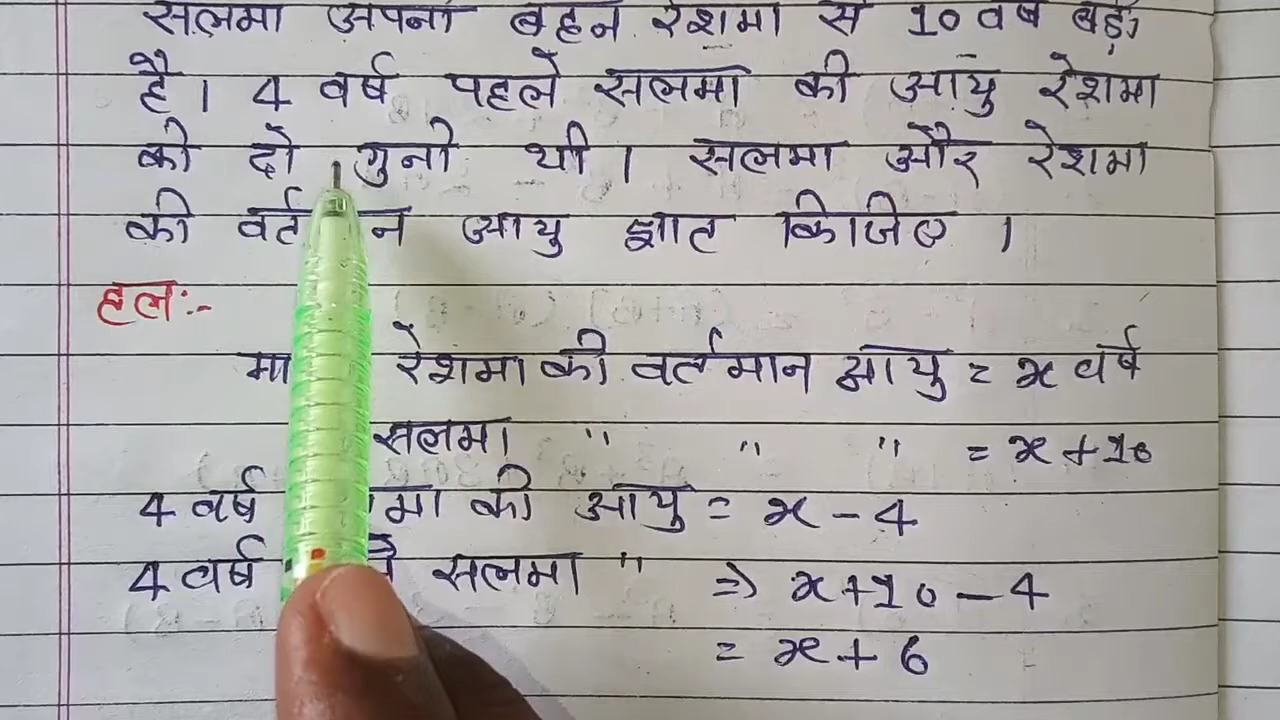 सलमा अपनी बहन रेशमा से 10 वर्ष बड़ी
है। 4 वर्ष पहले सलमा की आयु रेशमा
की दो गुनी थी। सलमा और रेशमा
की आयु ज्ञात किजिए ।
हल:-
रेशमा की वर्तमान आयु = x वर्ष
सलमा " " " = x + 10
4 वर्ष की आयु = x - 4
4 वर्ष सलमा " => x + 10 - 4
= x + 6